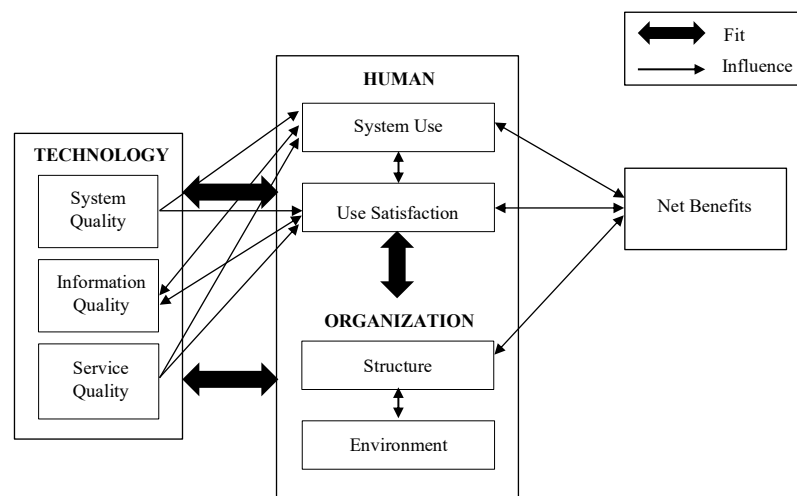 Fit
Influence
HUMAN
System Use
Use Satisfaction
TECHNOLOGY
System
Quality
Information
Quality
Service
Quality
ORGANIZATION
Structure
Environment
Net Benefits